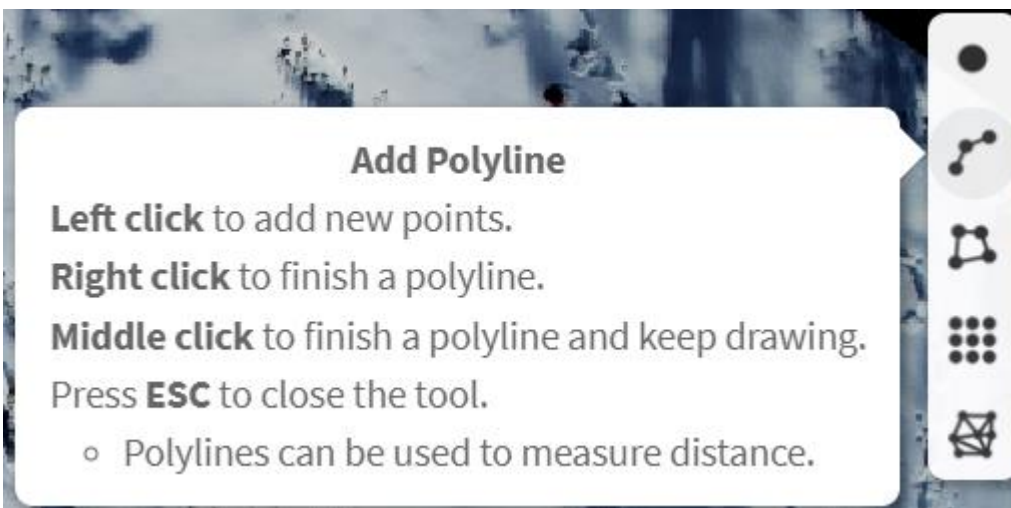 Add Polyline
Left click to add new points.
Right click to finish a polyline.
Middle click to finish a polyline and keep drawing.
Press ESC to close the tool.
Polylines can be used to measure distance.